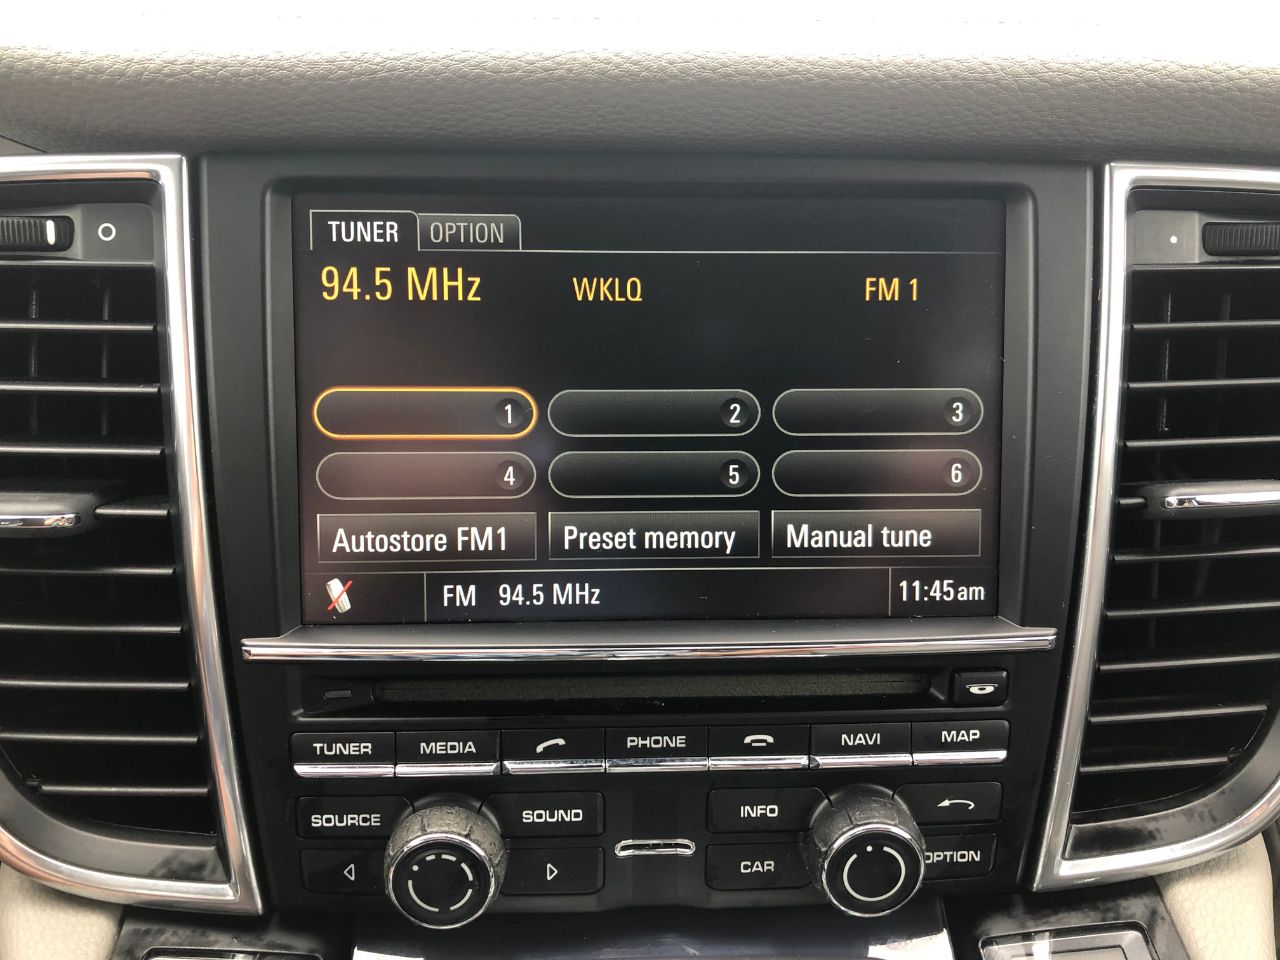 TUNER OPTION
94.5 MHz WKLQ FM 1
1 2 3
4 5 6
Autostore FM1 Preset memory Manual tune
FM 94.5 MHz 11:45am
TUNER MEDIA PHONE NAVI MAP
SOURCE SOUND INFO
CAR OPTION